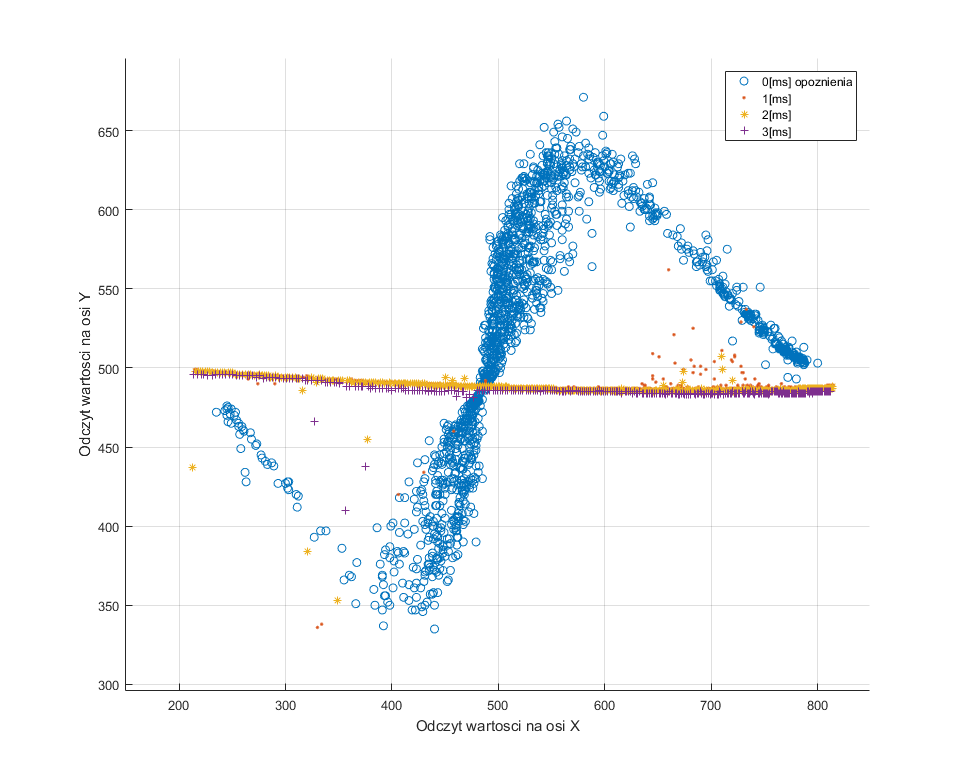 0[ms] opoznienia
1[ms]
2[ms]
3[ms]
650
600
550
500
450
400
350
300
Odczyt wartosci na osi Y
200 300 400 500 600 700 800
Odczyt wartosci na osi X